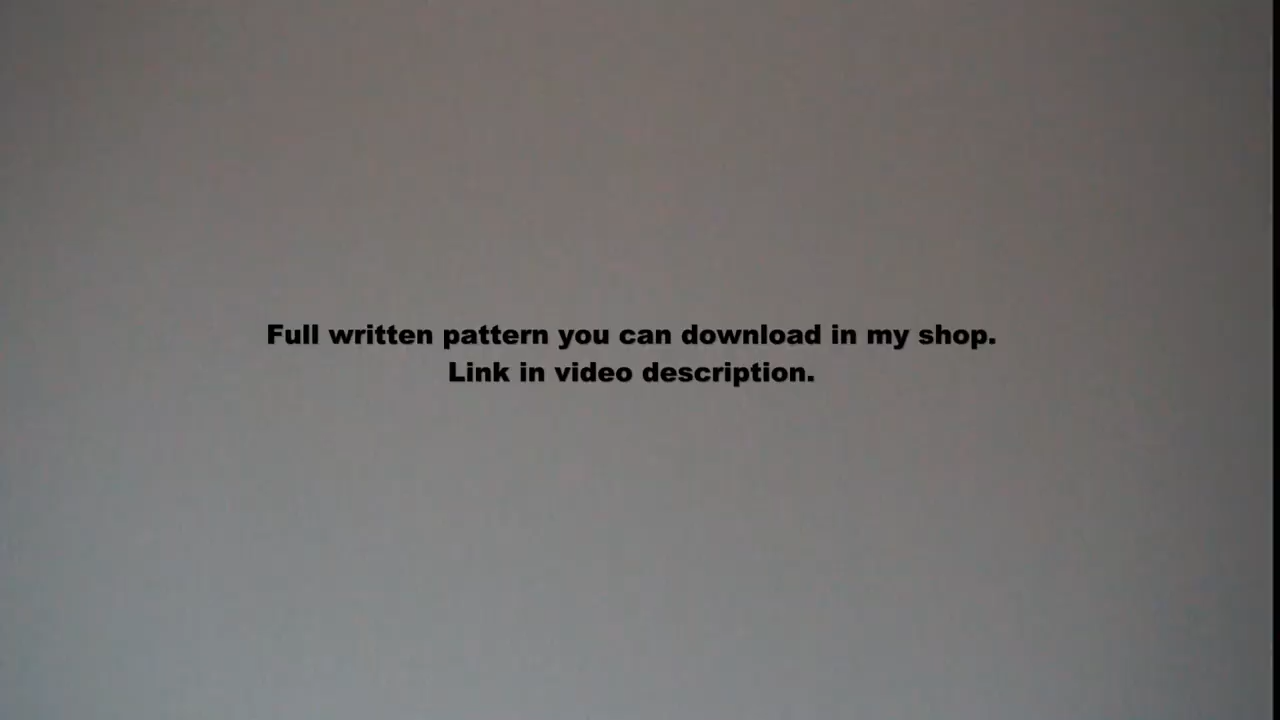 Full written pattern you can download in my shop.
Link in video description.